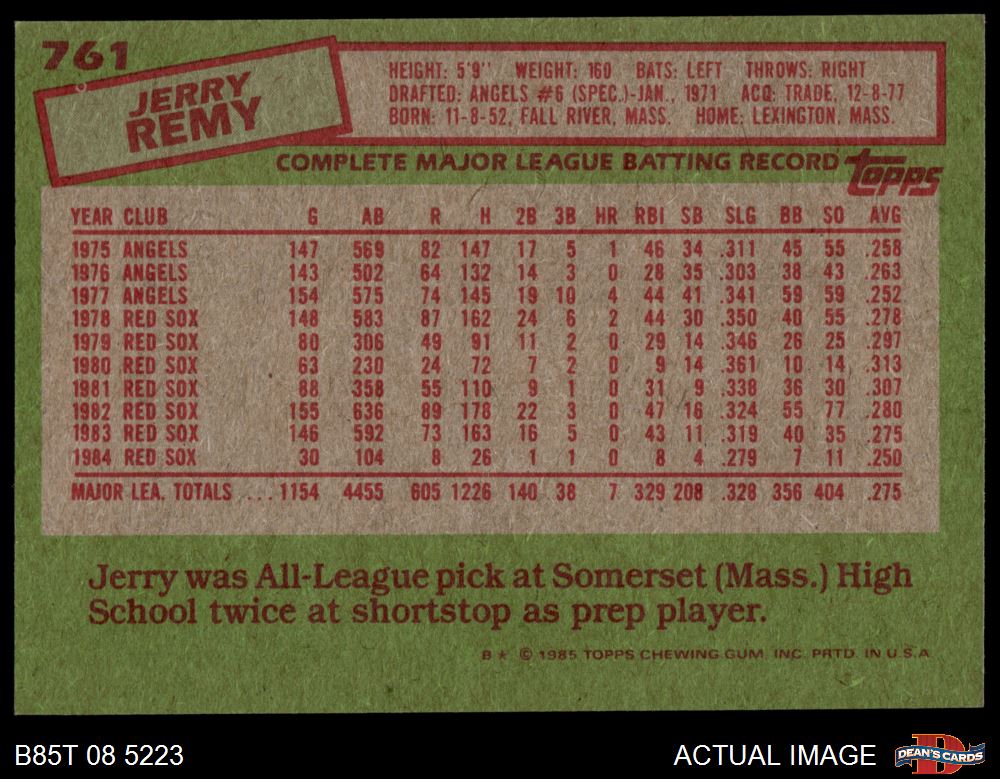 761
JERRY
REMY
HEIGHT: 5'9" WEIGHT: 160 BATS: LEFT THROWS: RIGHT
DRAFTED: ANGELS #6 (SPEC.)-JAN., 1971 ACQ: TRADE, 12-8-77
BORN: 11-8-52, FALL RIVER, MASS. HOME: LEXINGTON, MASS.
COMPLETE MAJOR LEAGUE BATTING RECORD TOPPS
YEAR CLUB G AB R H 2B 3B HR RBI SB SLG BB SO AVG
1975 ANGELS 147 569 82 147 17 5 1 46 34 .311 45 55 .258
1976 ANGELS 143 502 64 132 14 3 0 28 35 .303 38 43 .263
1977 ANGELS 154 575 74 145 19 10 4 44 41 .341 59 59 .252
1978 RED SOX 148 583 87 162 24 6 2 44 30 .350 40 55 .278
1979 RED SOX 80 306 49 91 11 2 0 29 14 .346 26 25 .297
1980 RED SOX 63 230 24 72 7 2 0 9 14 .361 10 14 .313
1981 RED SOX 88 358 55 110 9 1 0 31 9 .338 36 30 .307
1982 RED SOX 155 636 89 178 22 3 0 47 16 .324 55 77 .280
1983 RED SOX 146 592 73 163 16 5 0 43 11 .319 40 35 .275
1984 RED SOX 30 104 8 26 1 1 0 8 4 .279 7 11 .250
MAJOR LEA. TOTALS ...1154 4455 605 1226 140 38 7 329 208 .328 356 404 .275
Jerry was All-League pick at Somerset (Mass.) High
School twice at shortstop as prep player.
B★ © 1985 TOPPS CHEWING GUM, INC. PRTD. IN U.S.A.
B85T 08 5223 ACTUAL IMAGE D DEAN'S CARDS